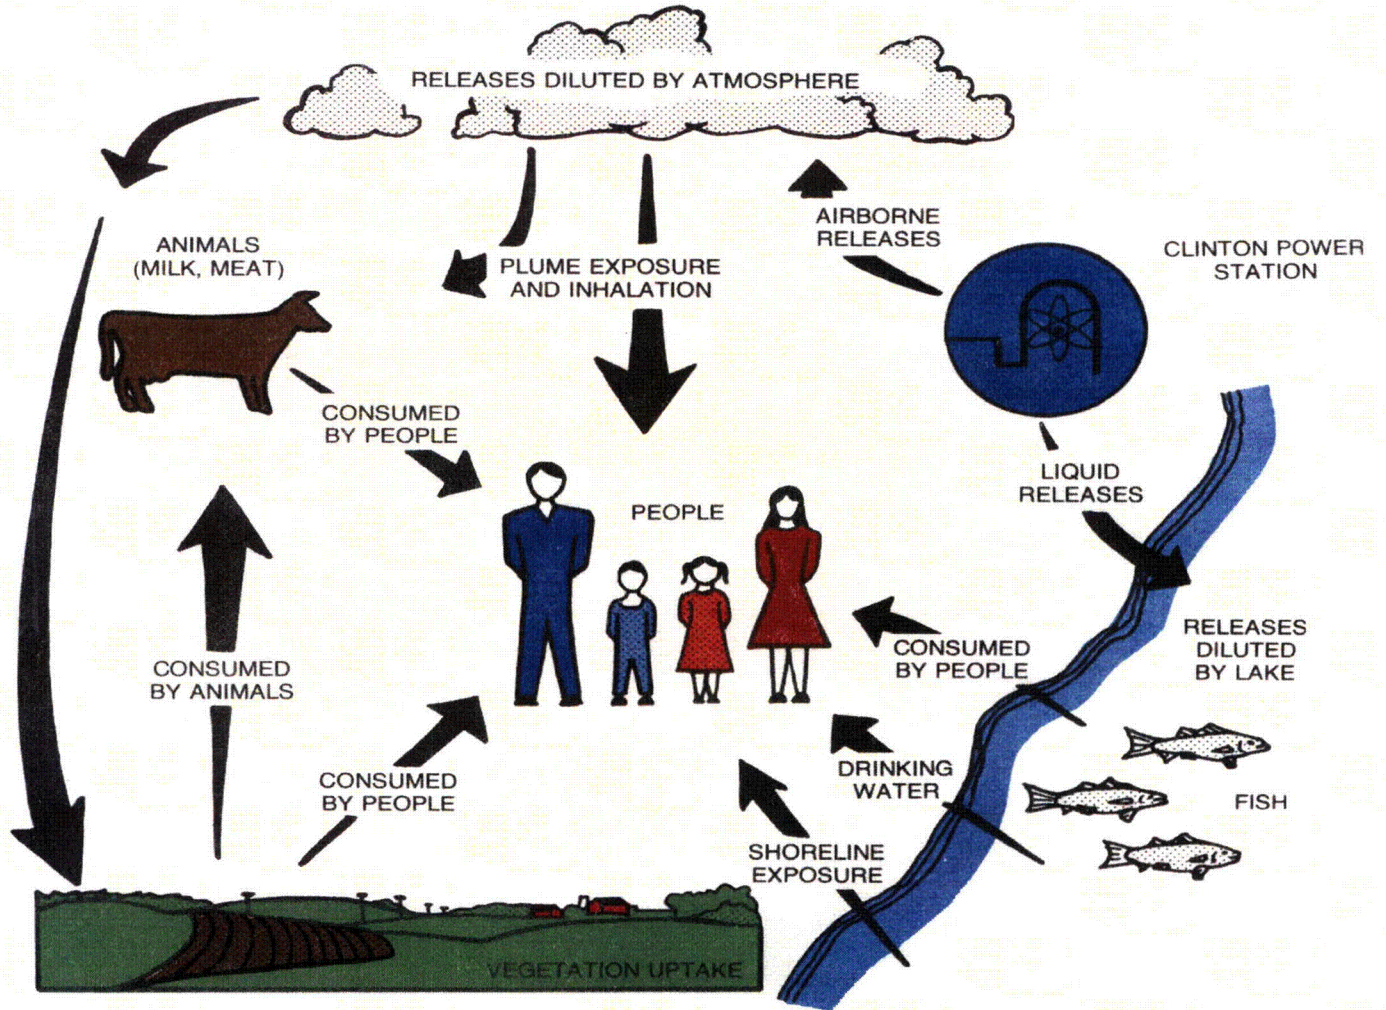 RELEASES DILUTED BY ATMOSPHERE
AIRBORNE
RELEASES
CLINTON POWER
STATION
ANIMALS
(MILK, MEAT)
PLUME EXPOSURE
AND INHALATION
CONSUMED
BY PEOPLE
LIQUID
RELEASES
PEOPLE
RELEASES
DILUTED
BY LAKE
CONSUMED
BY PEOPLE
CONSUMED
BY ANIMALS
CONSUMED
BY PEOPLE
DRINKING
WATER
FISH
SHORELINE
EXPOSURE
VEGETATION UPTAKE